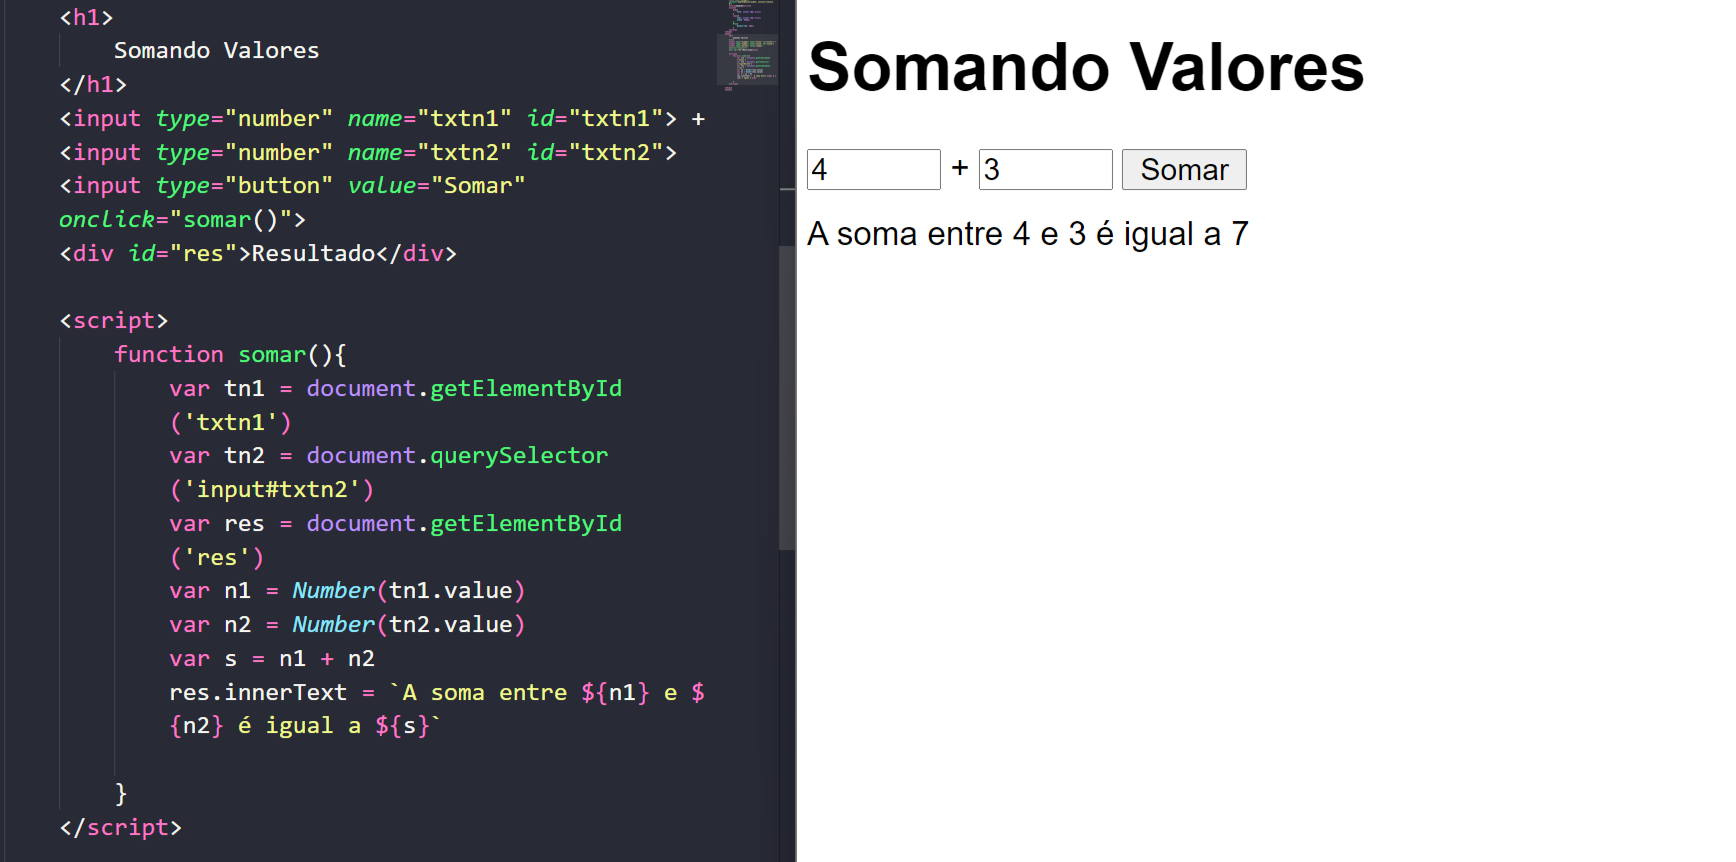 <h1>
Somando Valores
</h1>
<input type="number" name="txtn1" id="txtn1"> +
<input type="number" name="txtn2" id="txtn2">
<input type="button" value="Somar"
onclick="somar()">
<div id="res">Resultado</div>
<script>
function somar(){
var tn1 = document.getElementById
('txtn1')
var tn2 = document.querySelector
('input#txtn2')
var res = document.getElementById
('res')
var n1 = Number(tn1.value)
var n2 = Number(tn2.value)
var s = n1 + n2
res.innerText = `A soma entre ${n1} e $
{n2} é igual a ${s}`
}
</script>
Somando Valores
4 + 3 Somar
A soma entre 4 e 3 é igual a 7